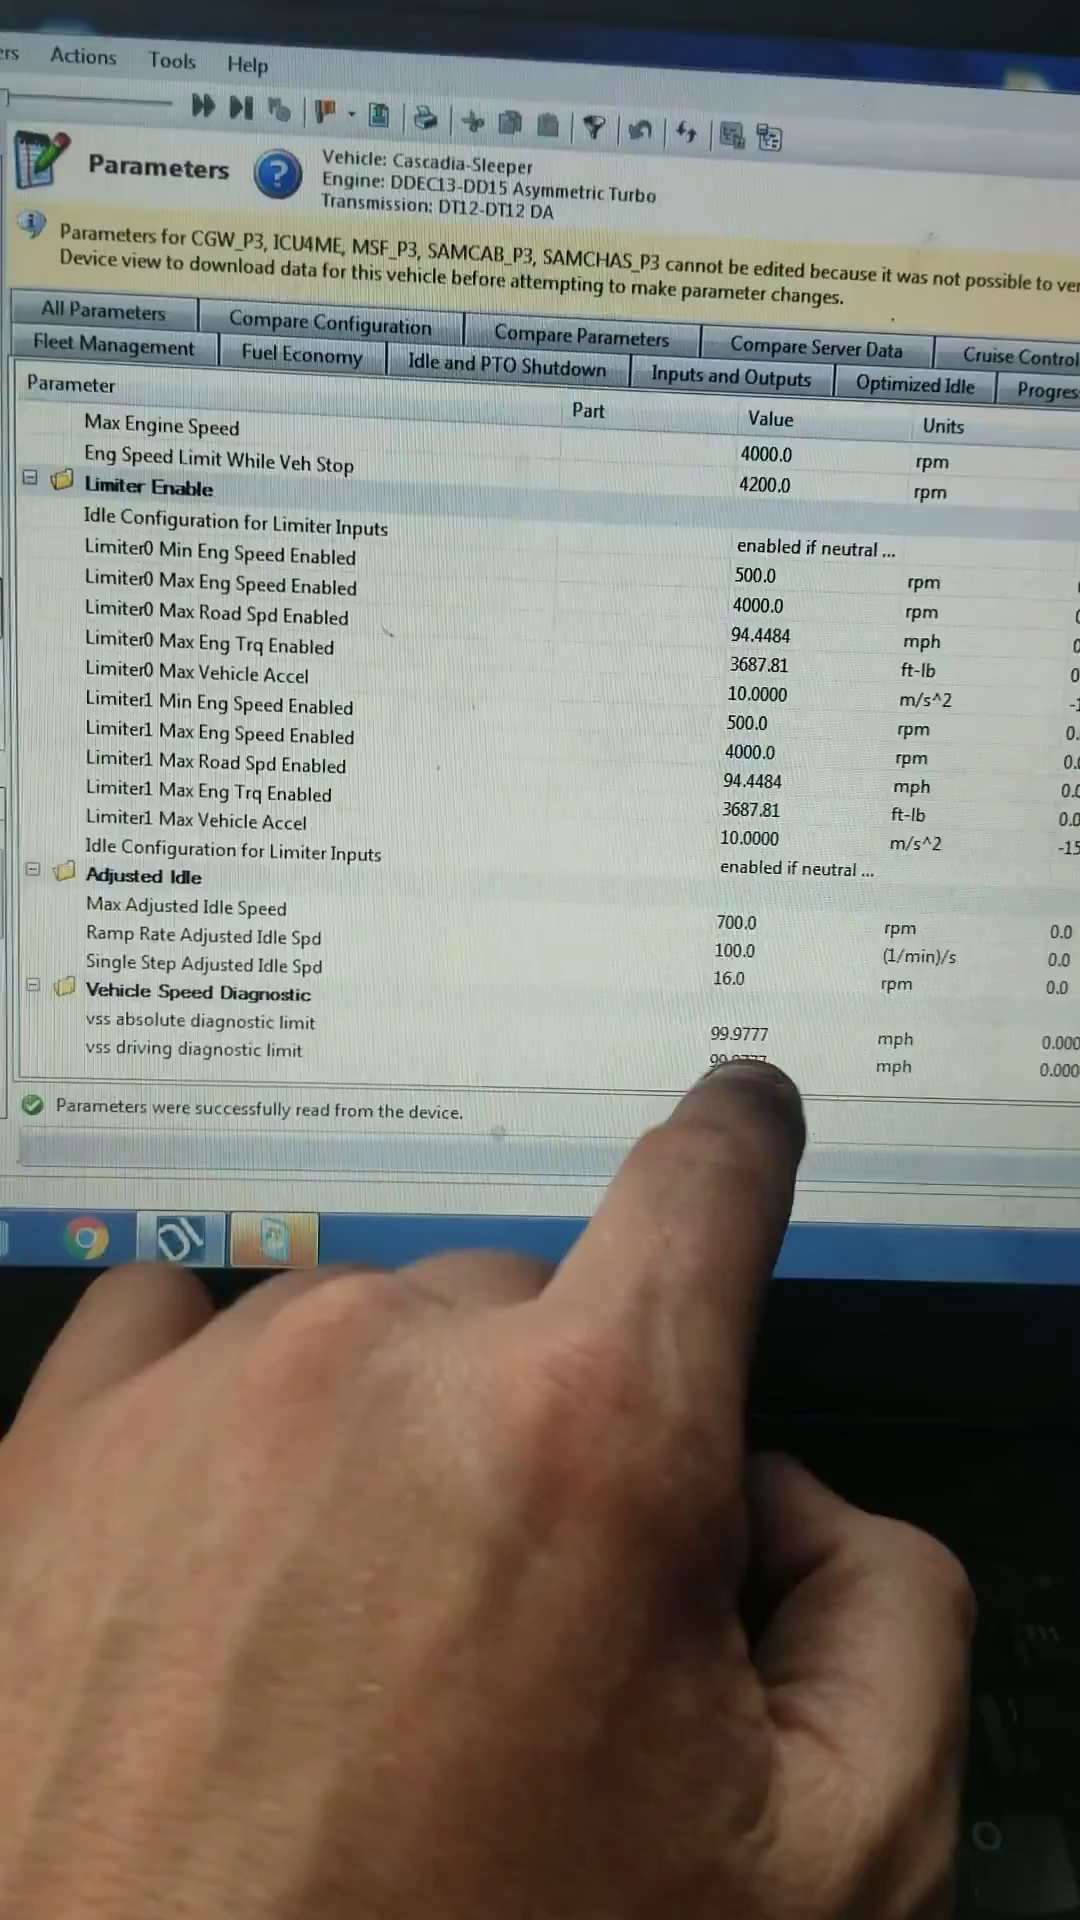 Actions Tools Help
Parameters
Vehicle: Cascadia-Sleeper
Engine: DDEC13-DD15 Asymmetric Turbo
Transmission: DT12-DT12 DA
Parameters for CGW_P3, ICU4ME, MSF_P3, SAMCAB_P3, SAMCHAS_P3 cannot be edited because it was not possible to
Device view to download data for this vehicle before attempting to make parameter changes.
All Parameters Compare Configuration Compare Parameters Compare Server Data Cruise Control
Fleet Management Fuel Economy Idle and PTO Shutdown Inputs and Outputs Optimized Idle
Parameter Part Value Units
Max Engine Speed 4000.0 rpm
Eng Speed Limit While Veh Stop 4200.0 rpm
Limiter Enable
Idle Configuration for Limiter Inputs enabled if neutral ...
Limiter0 Min Eng Speed Enabled 500.0 rpm
Limiter0 Max Eng Speed Enabled 4000.0 rpm
Limiter0 Max Road Spd Enabled 94.4484 mph
Limiter0 Max Eng Trq Enabled 3687.81 ft-lb
Limiter0 Max Vehicle Accel 10.0000 m/s^2
Limiter1 Min Eng Speed Enabled 500.0 rpm
Limiter1 Max Eng Speed Enabled 4000.0 rpm
Limiter1 Max Road Spd Enabled 94.4484 mph
Limiter1 Max Eng Trq Enabled 3687.81 ft-lb
Limiter1 Max Vehicle Accel 10.0000 m/s^2 -15
Idle Configuration for Limiter Inputs enabled if neutral ...
Adjusted Idle
Max Adjusted Idle Speed 700.0 rpm 0.0
Ramp Rate Adjusted Idle Spd 100.0 (1/min)/s 0.0
Single Step Adjusted Idle Spd 16.0 rpm 0.0
Vehicle Speed Diagnostic
vss absolute diagnostic limit 99.9777 mph 0.000
vss driving diagnostic limit mph 0.000
Parameters were successfully read from the device.
DI